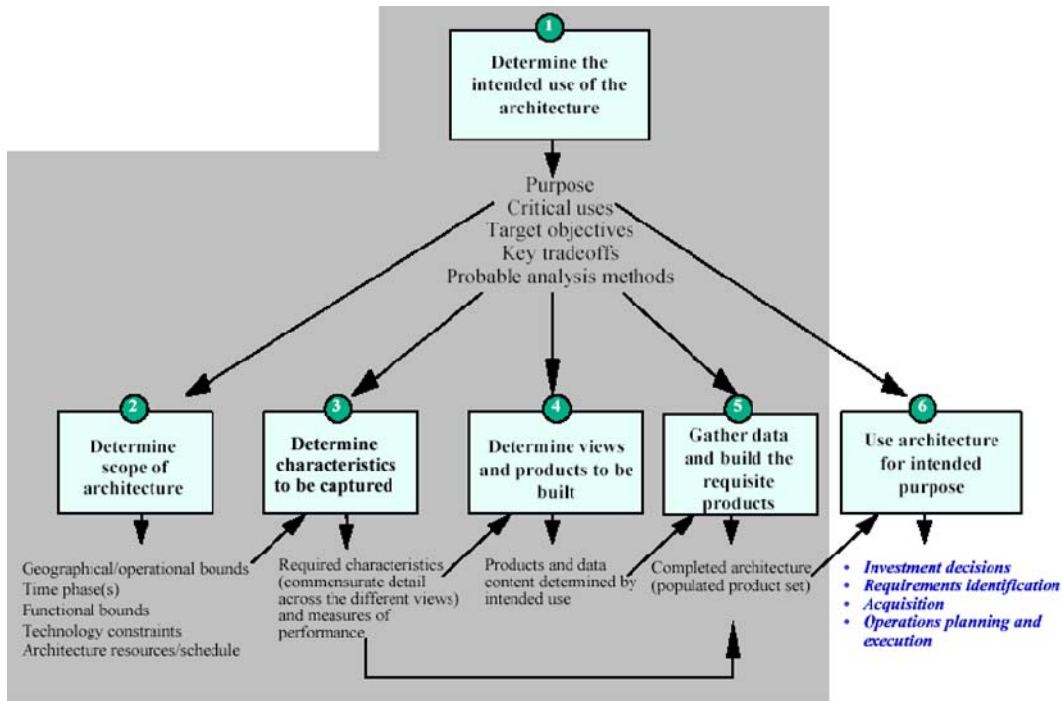 1
Determine the
intended use of the
architecture
Purpose
Critical uses
Target objectives
Key tradeoffs
Probable analysis methods
2
Determine
scope of
architecture
Geographical/operational bounds
Time phase(s)
Functional bounds
Technology constraints
Architecture resources/schedule
3
Determine
characteristics
to be captured
Required characteristics
(commensurate detail
across the different views)
and measures of
performance
4
Determine views
and products to be
built
Products and data
content determined by
intended use
5
Gather data
and build the
requisite
products
Completed architecture
(populated product set)
6
Use architecture
for intended
purpose
• Investment decisions
• Requirements identification
• Acquisition
• Operations planning and
execution